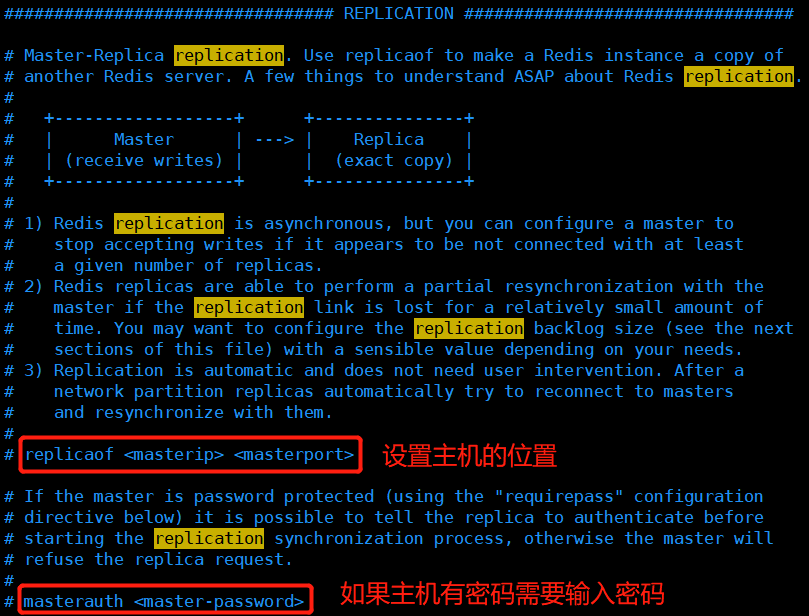 ################################# REPLICATION #################################
# Master-Replica replication. Use replicaof to make a Redis instance a copy of
# another Redis server. A few things to understand ASAP about Redis replication.
#
#   +------------------+      +---------------+
#   |      Master      | ---> |    Replica    |
#   | (receive writes) |      |  (exact copy) |
#   +------------------+      +---------------+
#
# 1) Redis replication is asynchronous, but you can configure a master to
#    stop accepting writes if it appears to be not connected with at least
#    a given number of replicas.
# 2) Redis replicas are able to perform a partial resynchronization with the
#    master if the replication link is lost for a relatively small amount of
#    time. You may want to configure the replication backlog size (see the next
#    sections of this file) with a sensible value depending on your needs.
# 3) Replication is automatic and does not need user intervention. After a
#    network partition replicas automatically try to reconnect to masters
#    and resynchronize with them.
#
# replicaof <masterip> <masterport> 设置主机的位置
# If the master is password protected (using the "requirepass" configuration
# directive below) it is possible to tell the replica to authenticate before
# starting the replication synchronization process, otherwise the master will
# refuse the replica request.
#
# masterauth <master-password> 如果主机有密码需要输入密码